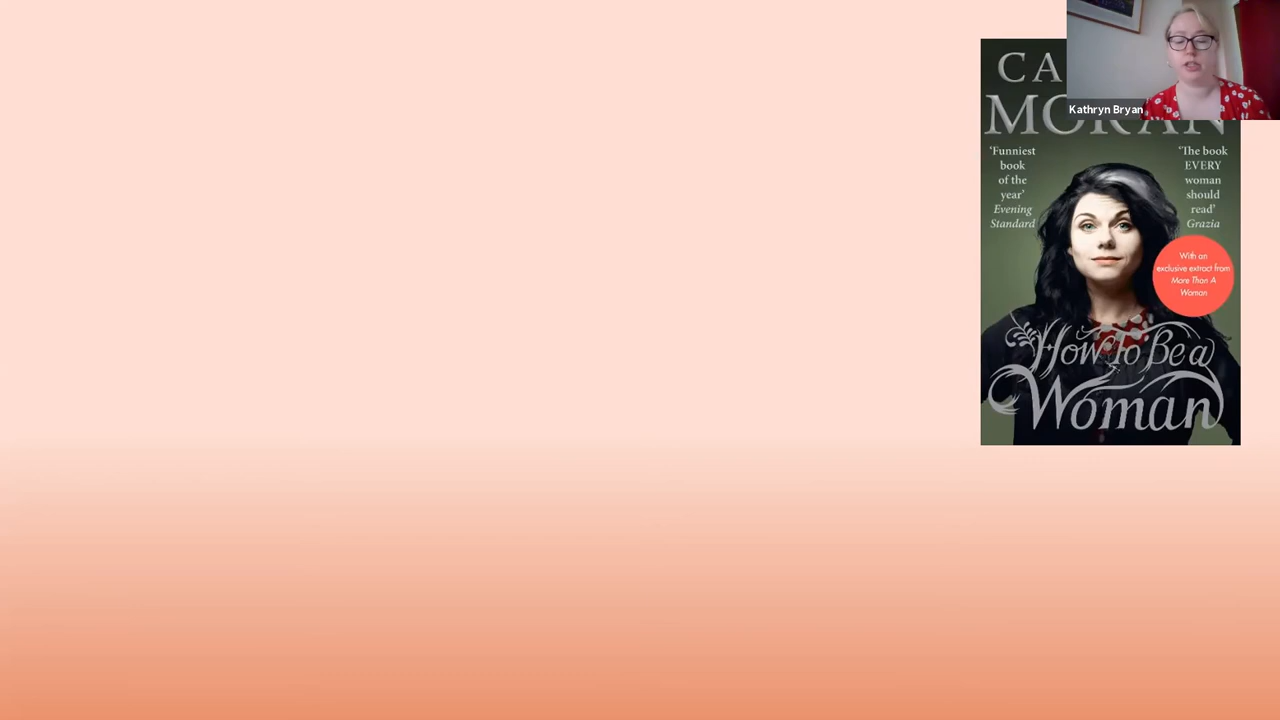 CA
MORAN
Kathryn Bryan
'Funniest
book
of the
year'
Evening
Standard
'The book
EVERY
woman
should
read'
Grazia
With an
exclusive extract from
More Than A
Woman
How To Be a
Woman